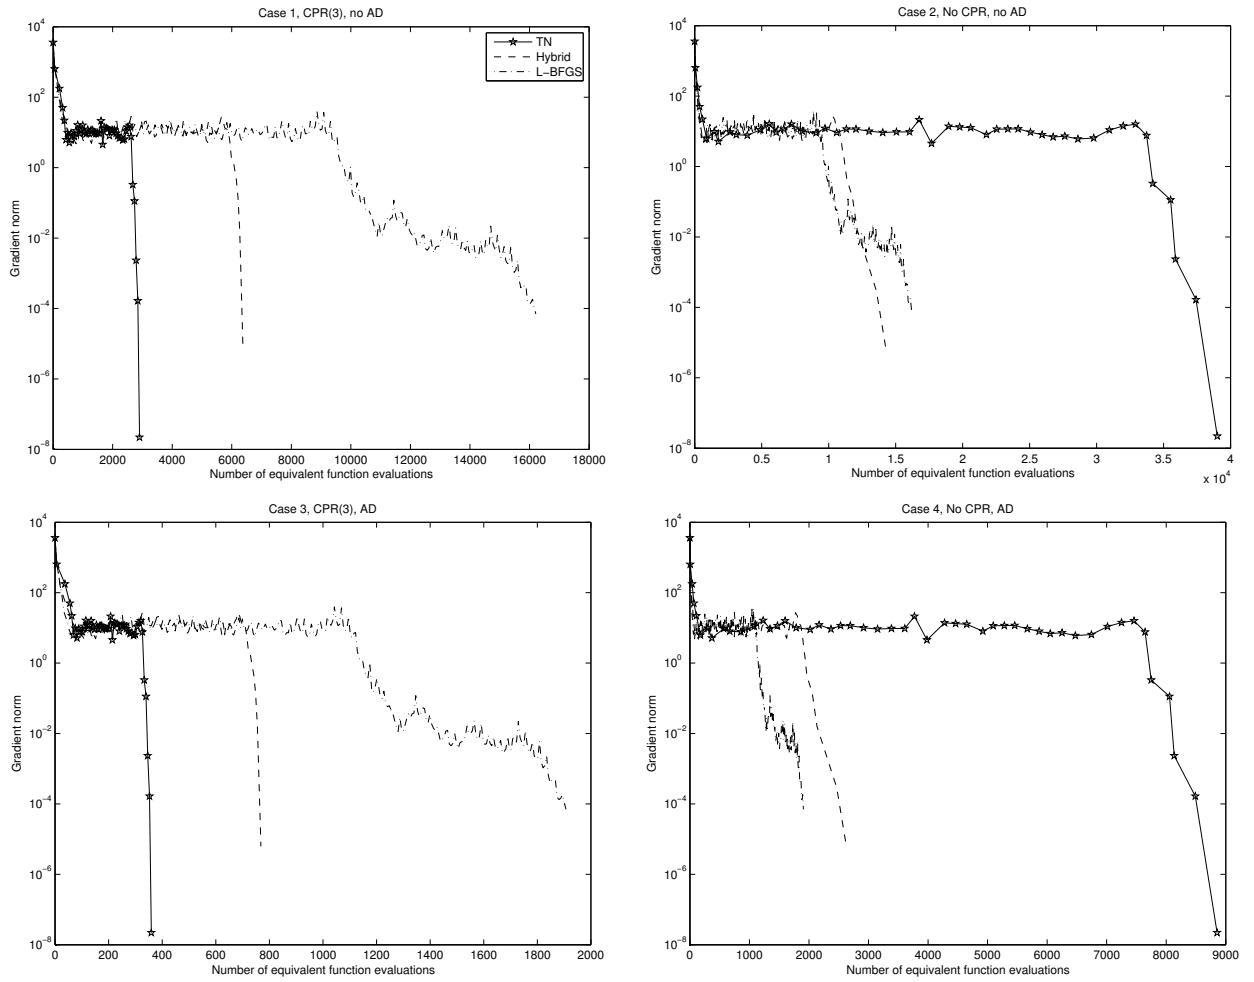 Case 1, CPR(3), no AD
10^4
10^2
10^0
10^−2
10^−4
10^−6
10^−8
Gradient norm
TN
Hybrid
L−BFGS
0 2000 4000 6000 8000 10000 12000 14000 16000 18000
Number of equivalent function evaluations
Case 2, No CPR, no AD
10^4
10^2
10^0
10^−2
10^−4
10^−6
10^−8
Gradient norm
0 0.5 1 1.5 2 2.5 3 3.5 4
x 10^4
Number of equivalent function evaluations
Case 3, CPR(3), AD
10^4
10^2
10^0
10^−2
10^−4
10^−6
10^−8
Gradient norm
0 200 400 600 800 1000 1200 1400 1600 1800 2000
Number of equivalent function evaluations
Case 4, No CPR, AD
10^4
10^2
10^0
10^−2
10^−4
10^−6
10^−8
Gradient norm
0 1000 2000 3000 4000 5000 6000 7000 8000 9000
Number of equivalent function evaluations